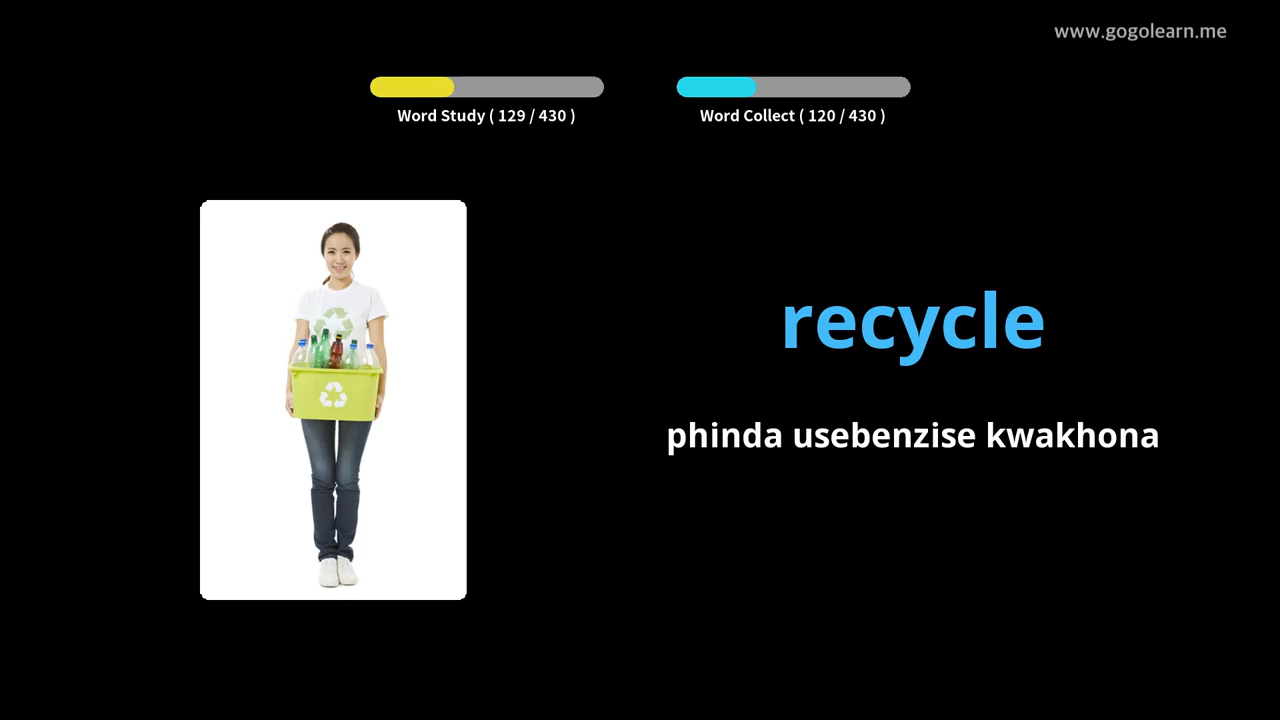 www.gogolearn.me
Word Study ( 129 / 430 )
Word Collect ( 120 / 430 )
recycle
phinda usebenzise kwakhona